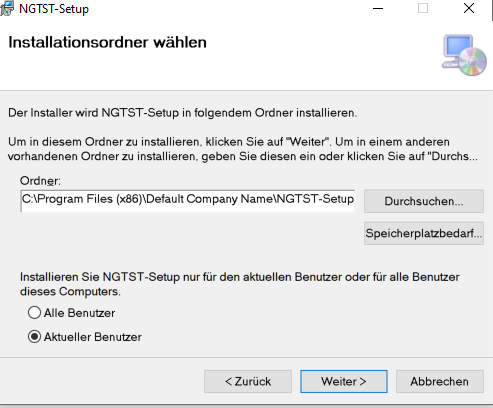 NGTST-Setup
Installationsordner wählen
Der Installer wird NGTST-Setup in folgendem Ordner installieren.
Um in diesem Ordner zu installieren, klicken Sie auf "Weiter". Um in einem anderen
vorhandenen Ordner zu installieren, geben Sie diesen ein oder klicken Sie auf "Durchs...
Ordner:
C:\Program Files (x86)\Default Company Name\NGTST-Setup
Durchsuchen...
Speicherplatzbedarf...
Installieren Sie NGTST-Setup nur für den aktuellen Benutzer oder für alle Benutzer
dieses Computers.
Alle Benutzer
Aktueller Benutzer
< Zurück
Weiter >
Abbrechen